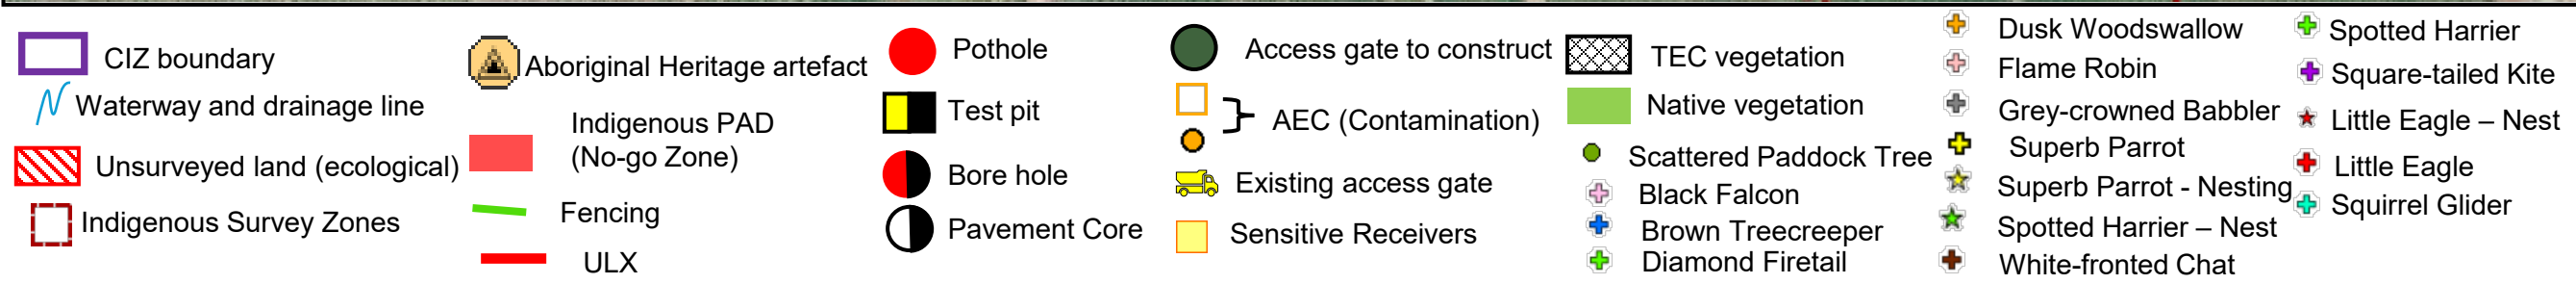 CIZ boundary
Waterway and drainage line
Unsurveyed land (ecological)
Indigenous Survey Zones
Aboriginal Heritage artefact
Indigenous PAD
(No-go Zone)
Fencing
ULX
Pothole
Test pit
Bore hole
Pavement Core
Access gate to construct
AEC (Contamination)
Existing access gate
Sensitive Receivers
TEC vegetation
Native vegetation
Scattered Paddock Tree
Black Falcon
Brown Treecreeper
Diamond Firetail
Dusk Woodswallow
Flame Robin
Grey-crowned Babbler
Superb Parrot
Superb Parrot - Nesting
Spotted Harrier – Nest
White-fronted Chat
Spotted Harrier
Square-tailed Kite
Little Eagle – Nest
Little Eagle
Squirrel Glider